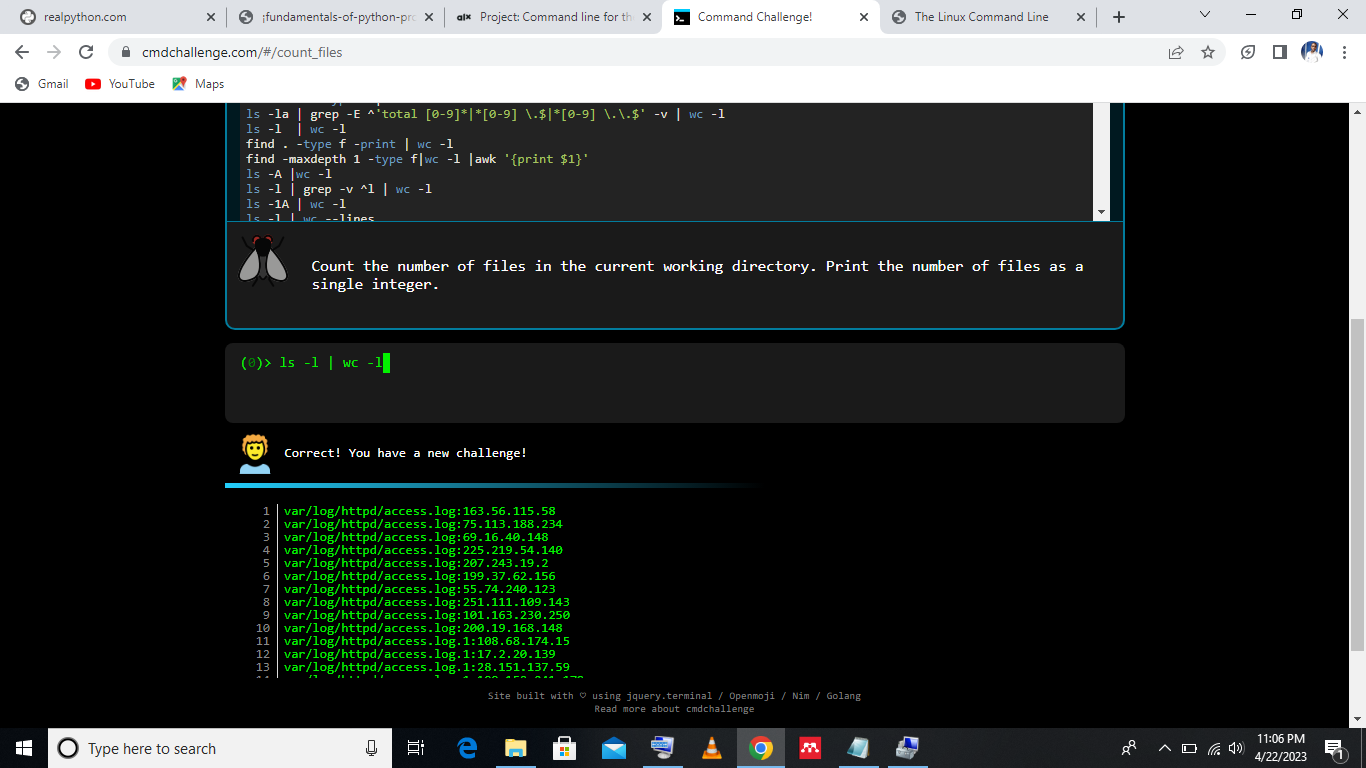 realpython.com
¡fundamentals-of-python-pro
Project: Command line for the
Command Challenge!
The Linux Command Line
cmdchallenge.com/#/count_files
Gmail YouTube Maps
ls -la | grep -E ^'total [0-9]*|*[0-9] \.$|*[0-9] \.\.$' -v | wc -l
ls -l  | wc -l
find . -type f -print | wc -l
find -maxdepth 1 -type f|wc -l |awk '{print $1}'
ls -A |wc -l
ls -l | grep -v ^l | wc -l
ls -1A | wc -l
ls -l | wc --lines
Count the number of files in the current working directory. Print the number of files as a
single integer.
(0)> ls -l | wc -l
Correct! You have a new challenge!
1 var/log/httpd/access.log:163.56.115.58
2 var/log/httpd/access.log:75.113.188.234
3 var/log/httpd/access.log:69.16.40.148
4 var/log/httpd/access.log:225.219.54.140
5 var/log/httpd/access.log:207.243.19.2
6 var/log/httpd/access.log:199.37.62.156
7 var/log/httpd/access.log:55.74.240.123
8 var/log/httpd/access.log:251.111.109.143
9 var/log/httpd/access.log:101.163.230.250
10 var/log/httpd/access.log:200.19.168.148
11 var/log/httpd/access.log.1:108.68.174.15
12 var/log/httpd/access.log.1:17.2.20.139
13 var/log/httpd/access.log.1:28.151.137.59
Site built with ♡ using jquery.terminal / Openmoji / Nim / Golang
Read more about cmdchallenge
Type here to search
11:06 PM
4/22/2023
1